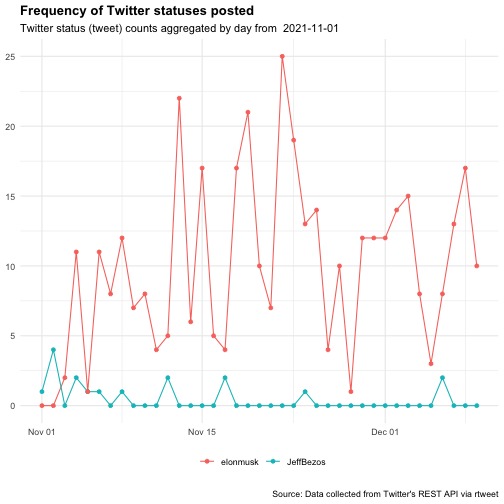 Frequency of Twitter statuses posted
Twitter status (tweet) counts aggregated by day from  2021-11-01
25
20
15
10
5
0
Nov 01 Nov 15 Dec 01
elonmusk JeffBezos
Source: Data collected from Twitter's REST API via rtweet